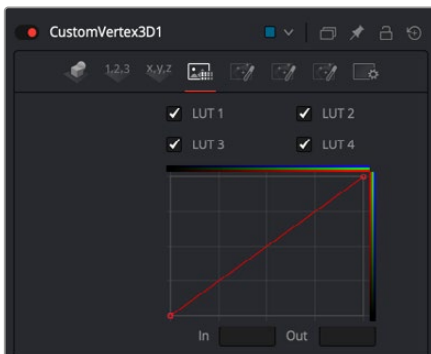 CustomVertex3D1
1,2,3 x,y,z
LUT 1 LUT 2
LUT 3 LUT 4
In Out